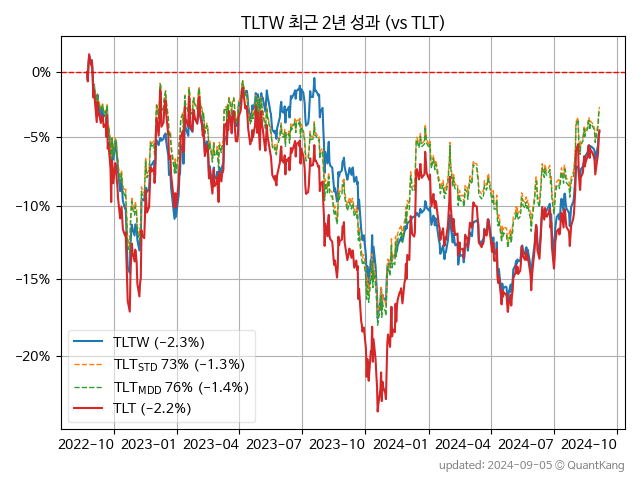 TLTW 최근 2년 성과 (vs TLT)
0%
−5%
−10%
−15%
−20%
TLTW (−2.3%)
TLT_STD 73% (−1.3%)
TLT_MDD 76% (−1.4%)
TLT (−2.2%)
2022-10 2023-01 2023-04 2023-07 2023-10 2024-01 2024-04 2024-07 2024-10
updated: 2024-09-05 © QuantKang